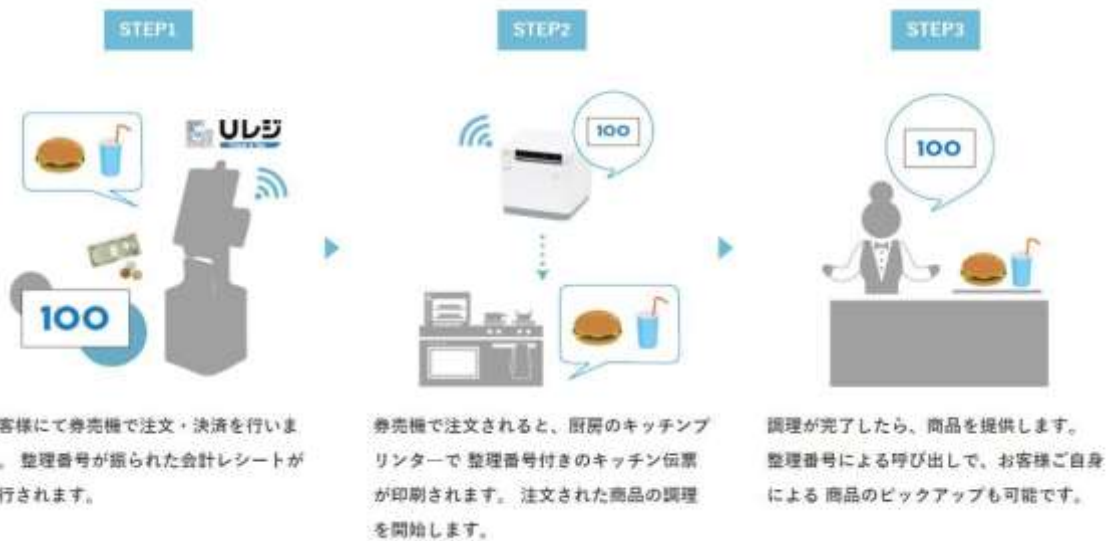 STEP1
ウレジ
100
客様にて券売機で注文・決済を行いま
。 整理番号が振られた会計レシートが
行されます。
STEP2
100
券売機で注文されると、厨房のキッチンプ
リンターで 整理番号付きのキッチン伝票
が印刷されます。 注文された商品の調理
を開始します。
STEP3
100
調理が完了したら、商品を提供します。
整理番号による呼び出しで、お客様ご自身
による 商品のピックアップも可能です。